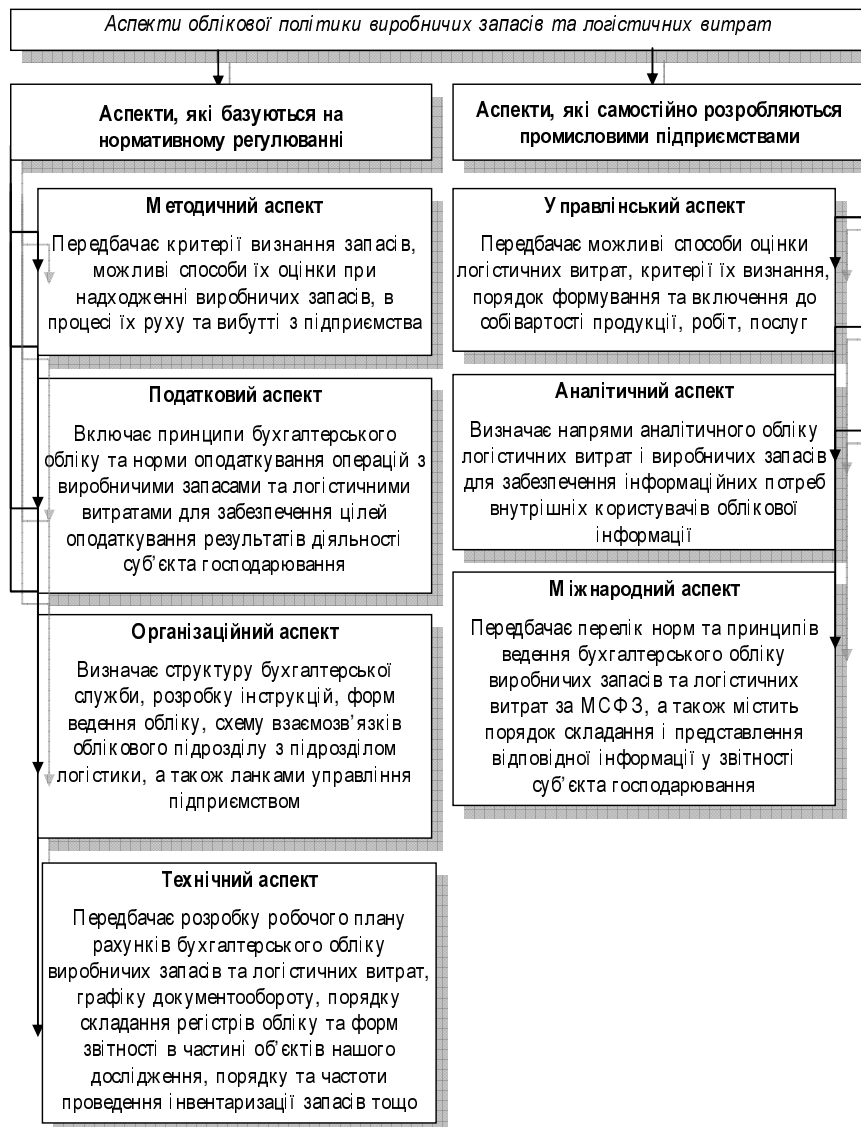 Аспекти облікової політики виробничих запасів та логістичних витрат
Аспекти, які базуються на
нормативному регулюванні
Методичний аспект
Передбачає критерії визнання запасів,
можливі способи їх оцінки при
надходженні виробничих запасів, в
процесі їх руху та вибутті з підприємства
Податковий аспект
Включає принципи бухгалтерського
обліку та норми оподаткування операцій з
виробничими запасами та логістичними
витратами для забезпечення цілей
оподаткування результатів діяльності
суб’єкта господарювання
Організаційний аспект
Визначає структуру бухгалтерської
служби, розробку інструкцій, форм
ведення обліку, схему взаємозв’язків
облікового підрозділу з підрозділом
логістики, а також ланками управління
підприємством
Технічний аспект
Передбачає розробку робочого плану
рахунків бухгалтерського обліку
виробничих запасів та логістичних витрат,
графіку документообороту, порядку
складання регістрів обліку та форм
звітності в частині об’єктів нашого
дослідження, порядку та частоти
проведення інвентаризації запасів тощо
Аспекти, які самостійно розробляються
промисловими підприємствами
Управлінський аспект
Передбачає можливі способи оцінки
логістичних витрат, критерії їх визнання,
порядок формування та включення до
собівартості продукції, робіт, послуг
Аналітичний аспект
Визначає напрями аналітичного обліку
логістичних витрат і виробничих запасів
для забезпечення інформаційних потреб
внутрішніх користувачів облікової
інформації
Міжнародний аспект
Передбачає перелік норм та принципів
ведення бухгалтерського обліку
виробничих запасів та логістичних
витрат за МСФЗ, а також містить
порядок складання і представлення
відповідної інформації у звітності
суб’єкта господарювання